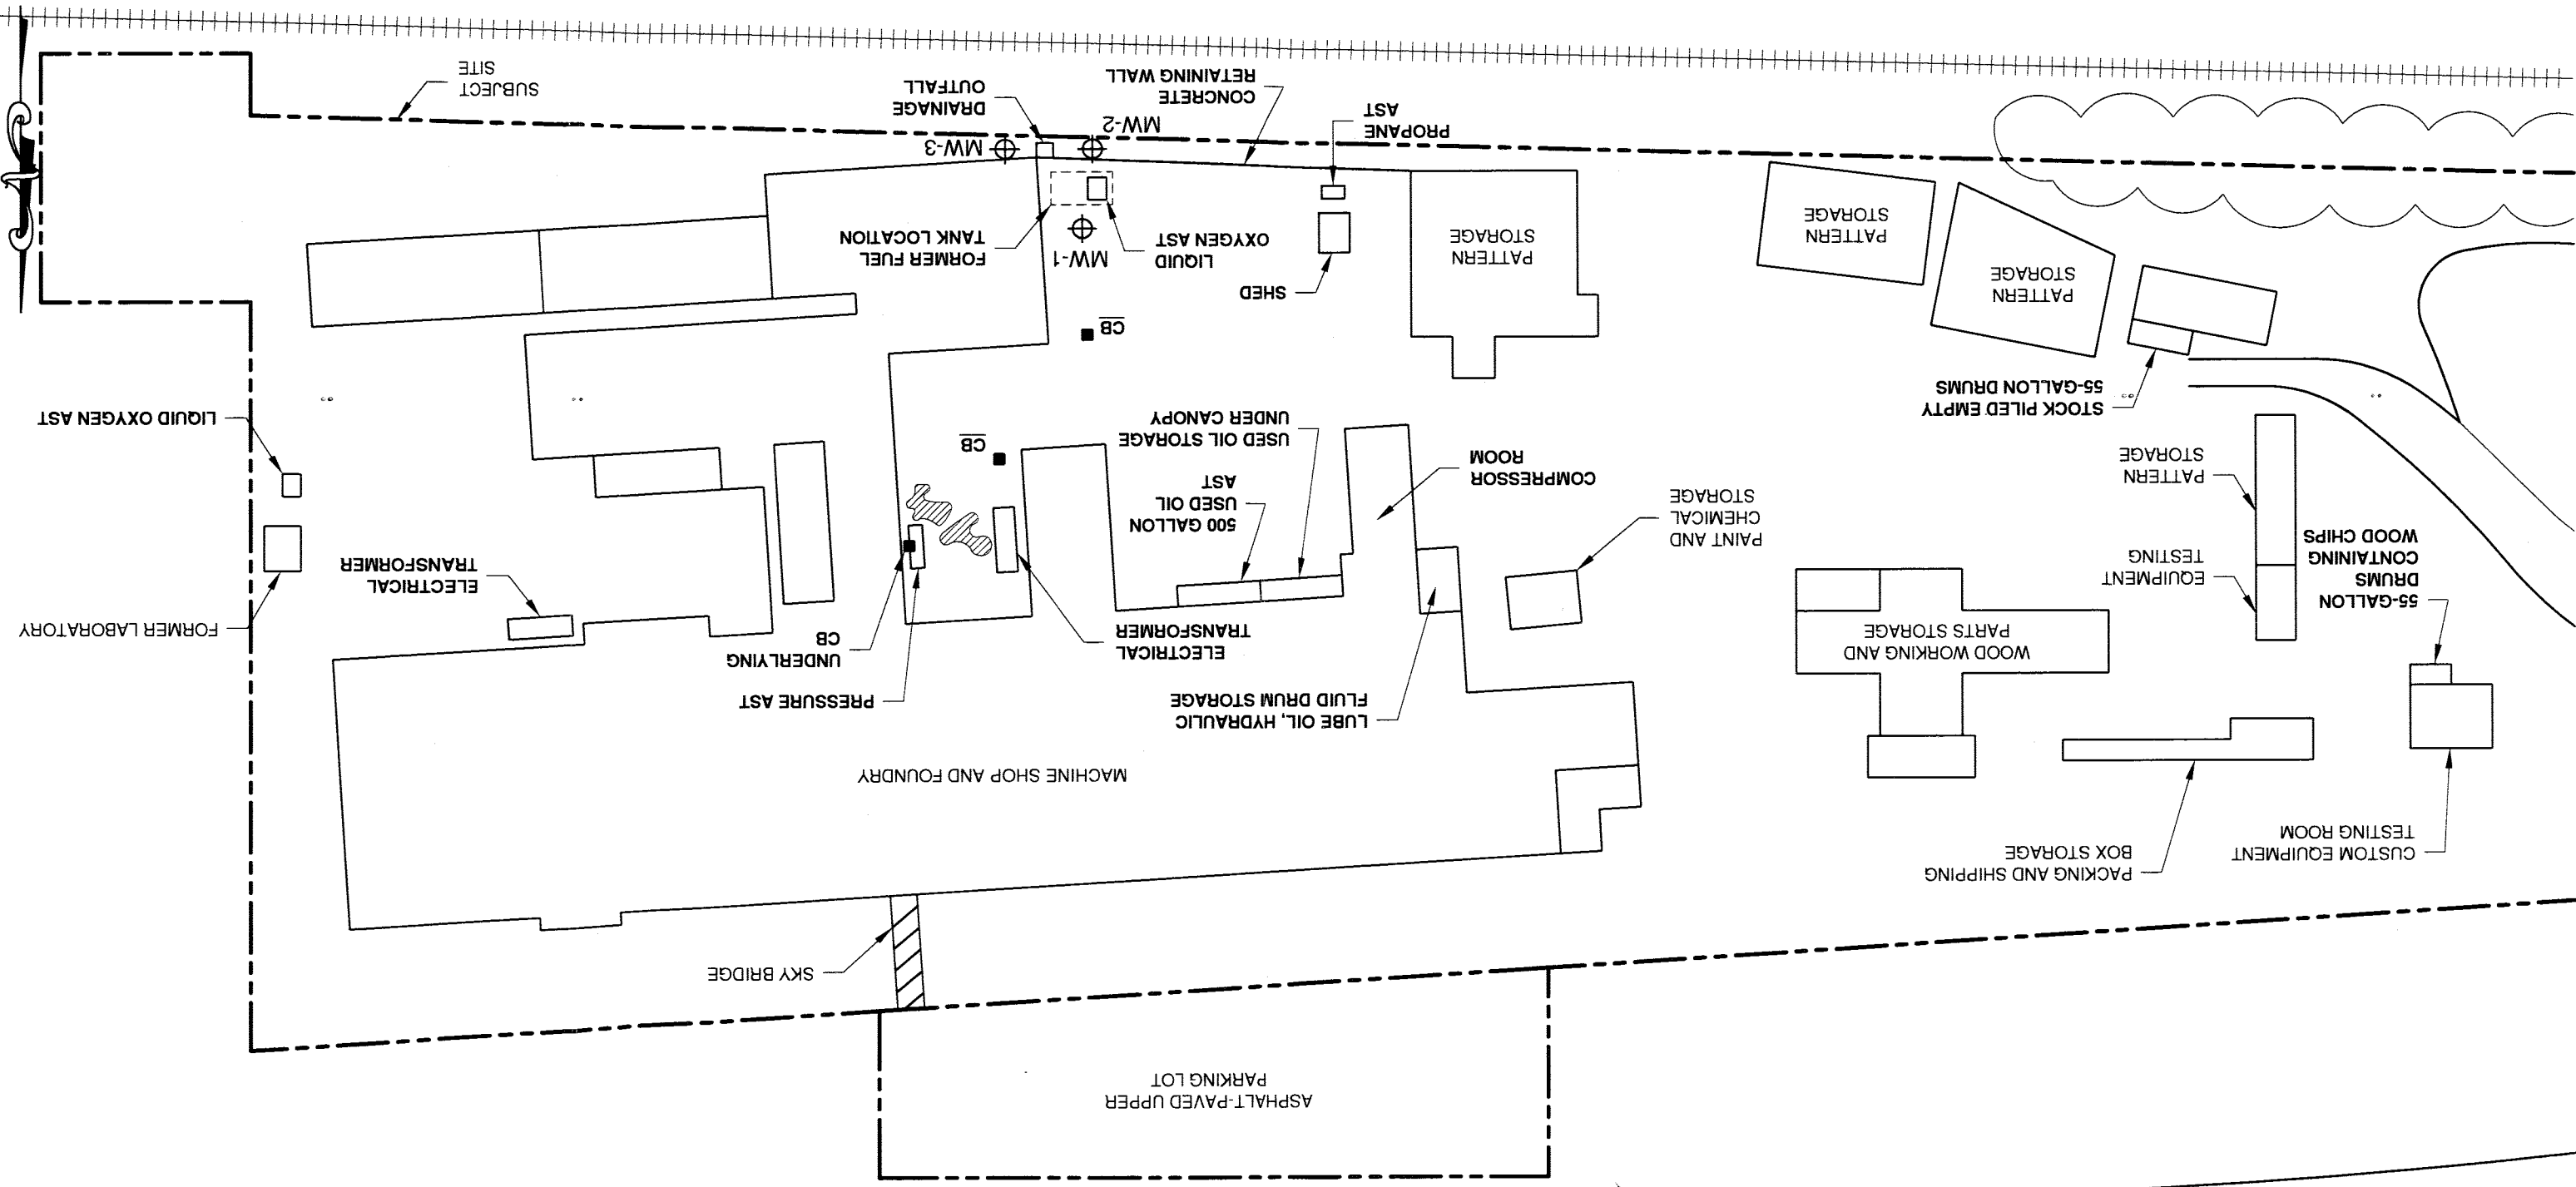 ASPHALT-PAVED UPPER
PARKING LOT
SKY BRIDGE
CUSTOM EQUIPMENT
TESTING ROOM
PACKING AND SHIPPING
BOX STORAGE
MACHINE SHOP AND FOUNDRY
55-GALLON
DRUMS
CONTAINING
WOOD CHIPS
WOOD WORKING AND
PARTS STORAGE
LUBE OIL, HYDRAULIC
FLUID DRUM STORAGE
PRESSURE AST
ELECTRICAL
TRANSFORMER
UNDERLYING
CB
FORMER LABORATORY
ELECTRICAL
TRANSFORMER
TESTING
EQUIPMENT
PAINT AND
CHEMICAL
STORAGE
500 GALLON
USED OIL
AST
COMPRESSOR
ROOM
PATTERN
STORAGE
USED OIL STORAGE
UNDER CANOPY
CB
LIQUID OXYGEN AST
STOCK PILED EMPTY
55-GALLON DRUMS
CB
SHED
PATTERN
STORAGE
PATTERN
STORAGE
PATTERN
STORAGE
LIQUID
OXYGEN AST
MW-1
FORMER FUEL
TANK LOCATION
PROPANE
AST
MW-2
MW-3
CONCRETE
RETAINING WALL
DRAINAGE
OUTFALL
SUBJECT
SITE